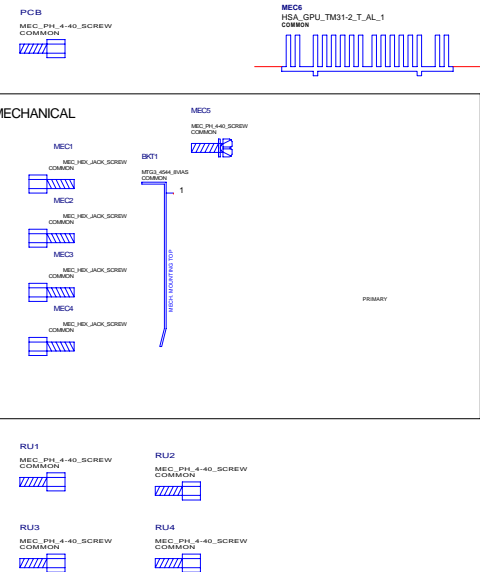 PCB
MEC_PH_4-40_SCREW
COMMON
MEC6
HSA_GPU_TM31-2_T_AL_1
COMMON
MECHANICAL
MEC5
MEC_PH_4-40_SCREW
COMMON
MEC1
MEC_HEX_JACK_SCREW
COMMON
BKT1
MTG3_4544_8VIAS
COMMON
1
MECH. MOUNTING TOP
MEC2
MEC_HEX_JACK_SCREW
COMMON
MEC3
MEC_HEX_JACK_SCREW
COMMON
PRIMARY
MEC4
MEC_HEX_JACK_SCREW
COMMON
RU1
MEC_PH_4-40_SCREW
COMMON
RU2
MEC_PH_4-40_SCREW
COMMON
RU3
MEC_PH_4-40_SCREW
COMMON
RU4
MEC_PH_4-40_SCREW
COMMON